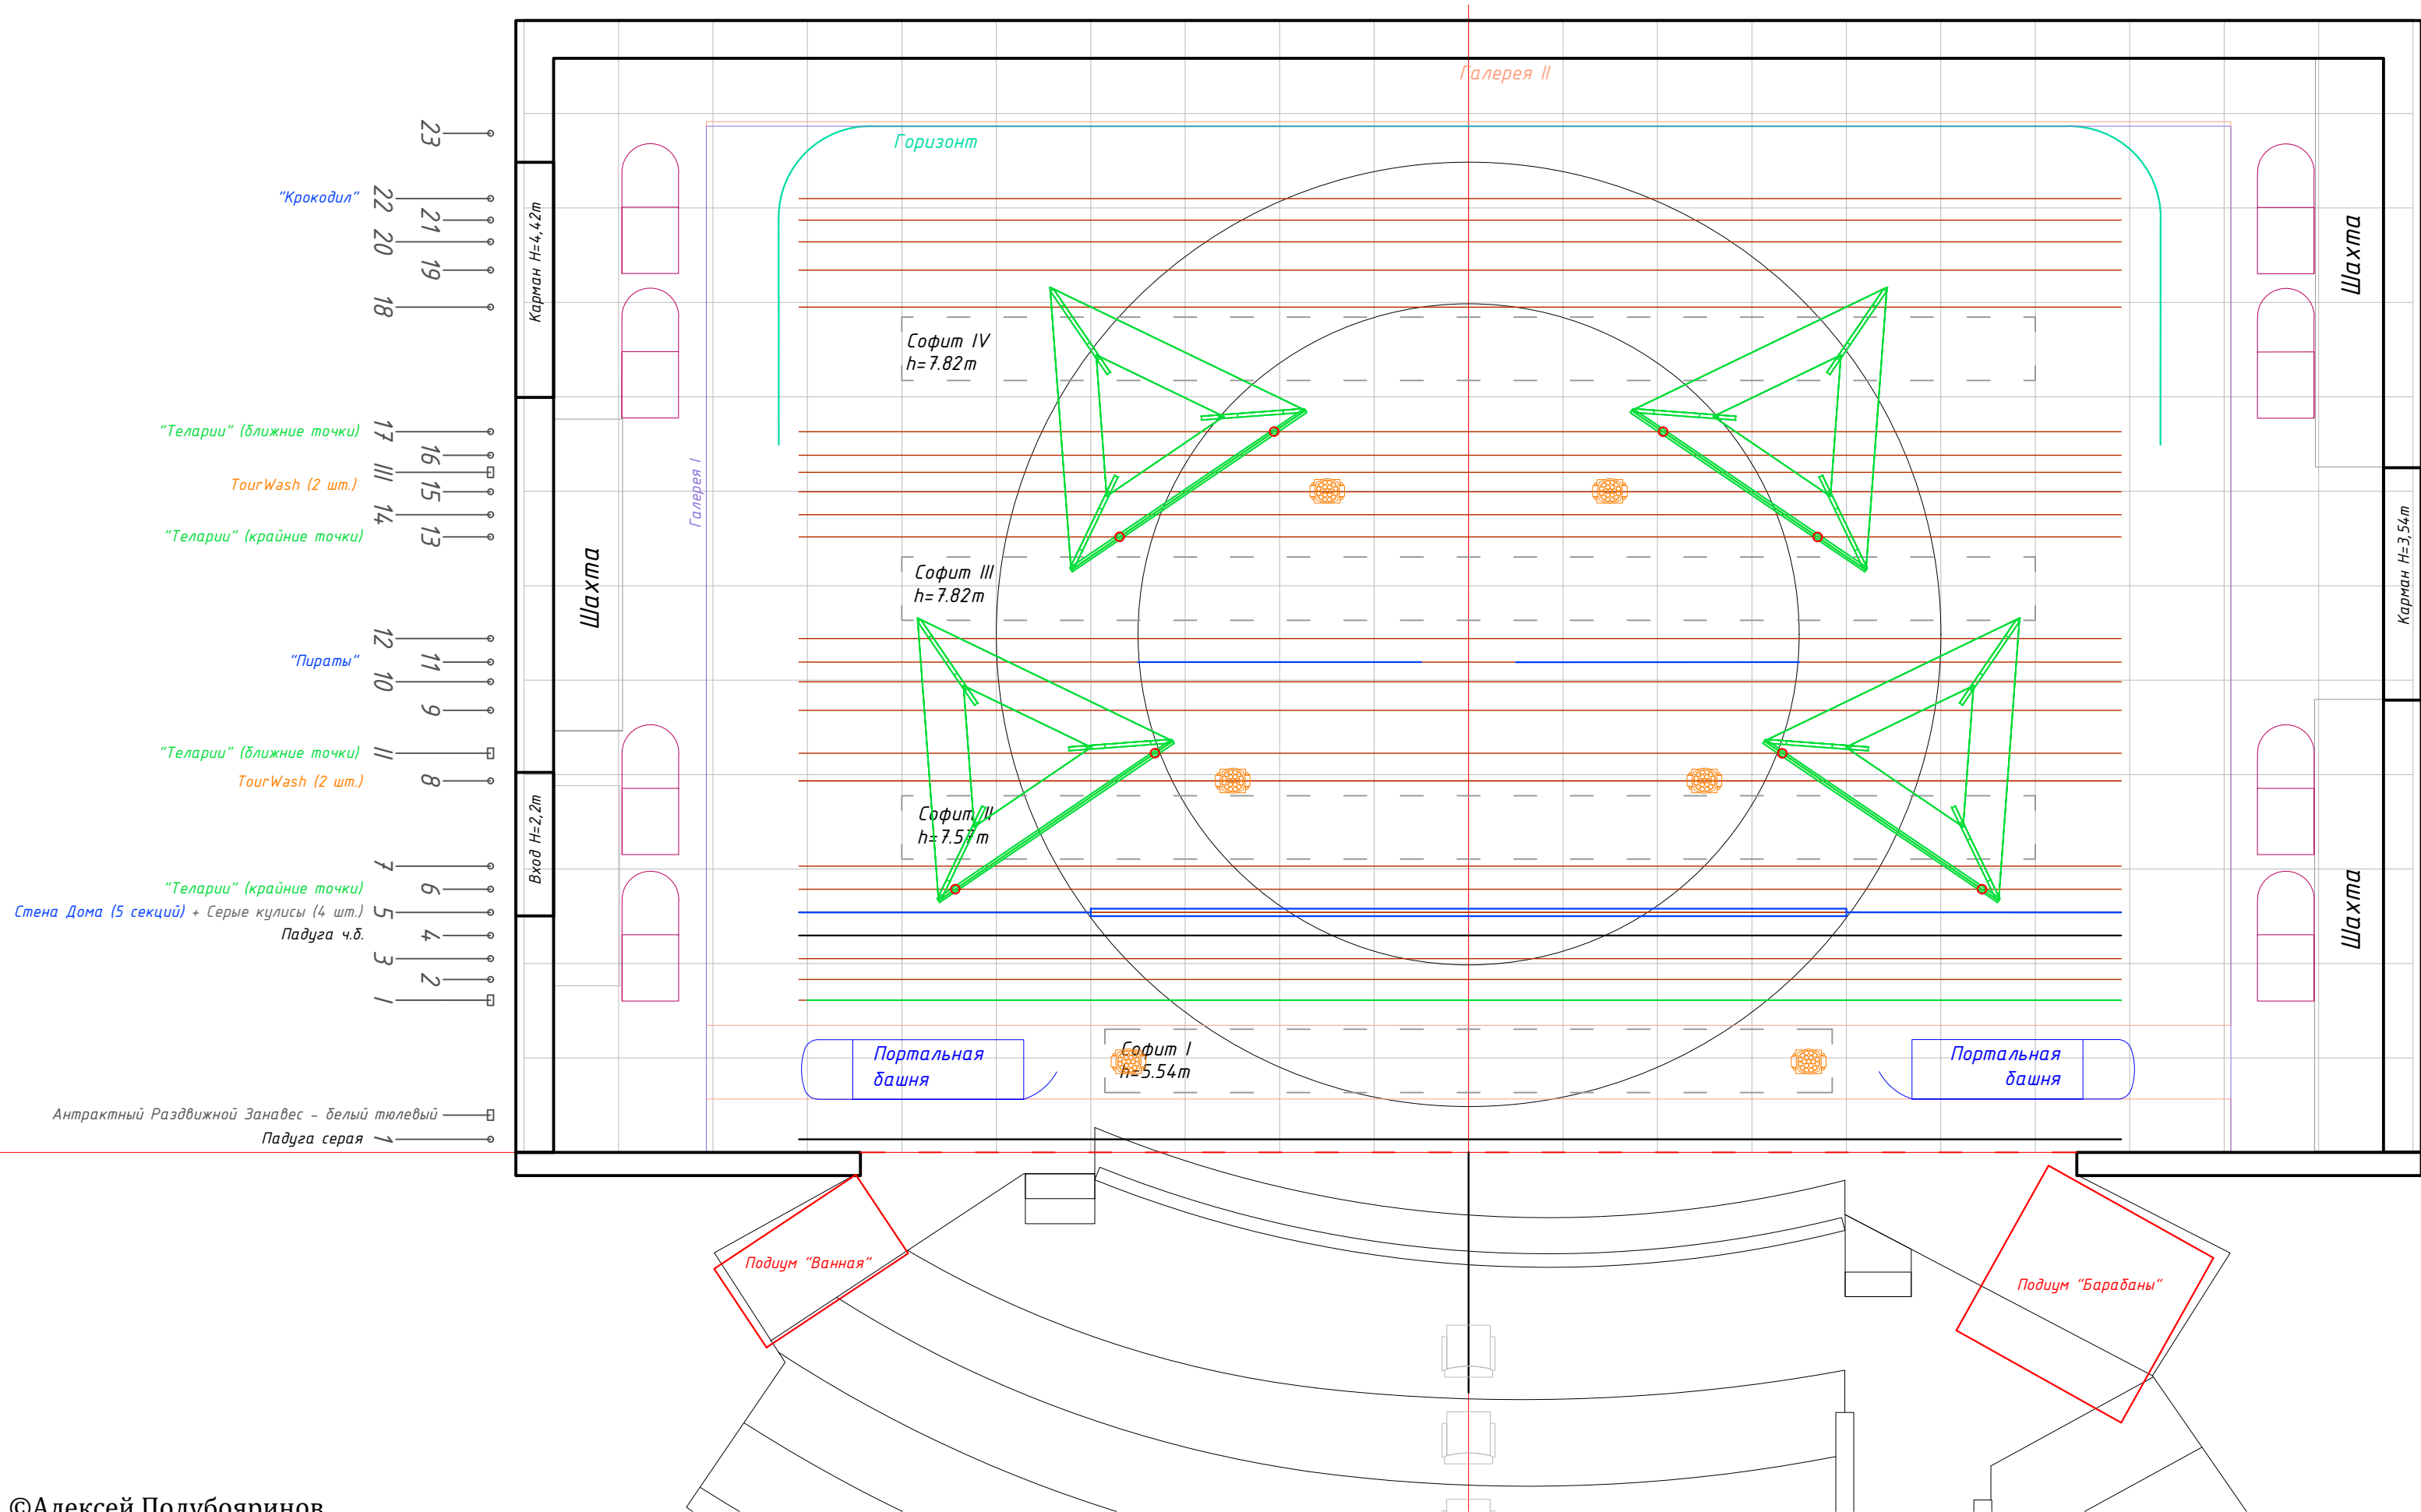 Галерея II
Горизонт
23
"Крокодил" 22
21
20
19
18
Карман H=4,42m
Шахта
Софит IV
h=7.82m
"Теларии" (ближние точки) 17
16
III
TourWash (2 шт.) 15
14
"Теларии" (крайние точки) 13
Галерея I
Шахта
Карман H=3,54m
Софит III
h=7.82m
12
"Пираты" 11
10
9
"Теларии" (ближние точки) II
TourWash (2 шт.) 8
Вход H=2,2m
Софит II
h=7.57m
7
"Теларии" (крайние точки) 6
Стена Дома (5 секций) + Серые кулисы (4 шт.) 5
Падуга ч.б. 4
3
2
I
Шахта
Портальная
башня
Софит I
h=5.54m
Портальная
башня
Антрактный Раздвижной Занавес - белый тюлевый
Падуга серая 1
Подиум "Ванная"
Подиум "Барабаны"
©Алексей Полубояринов